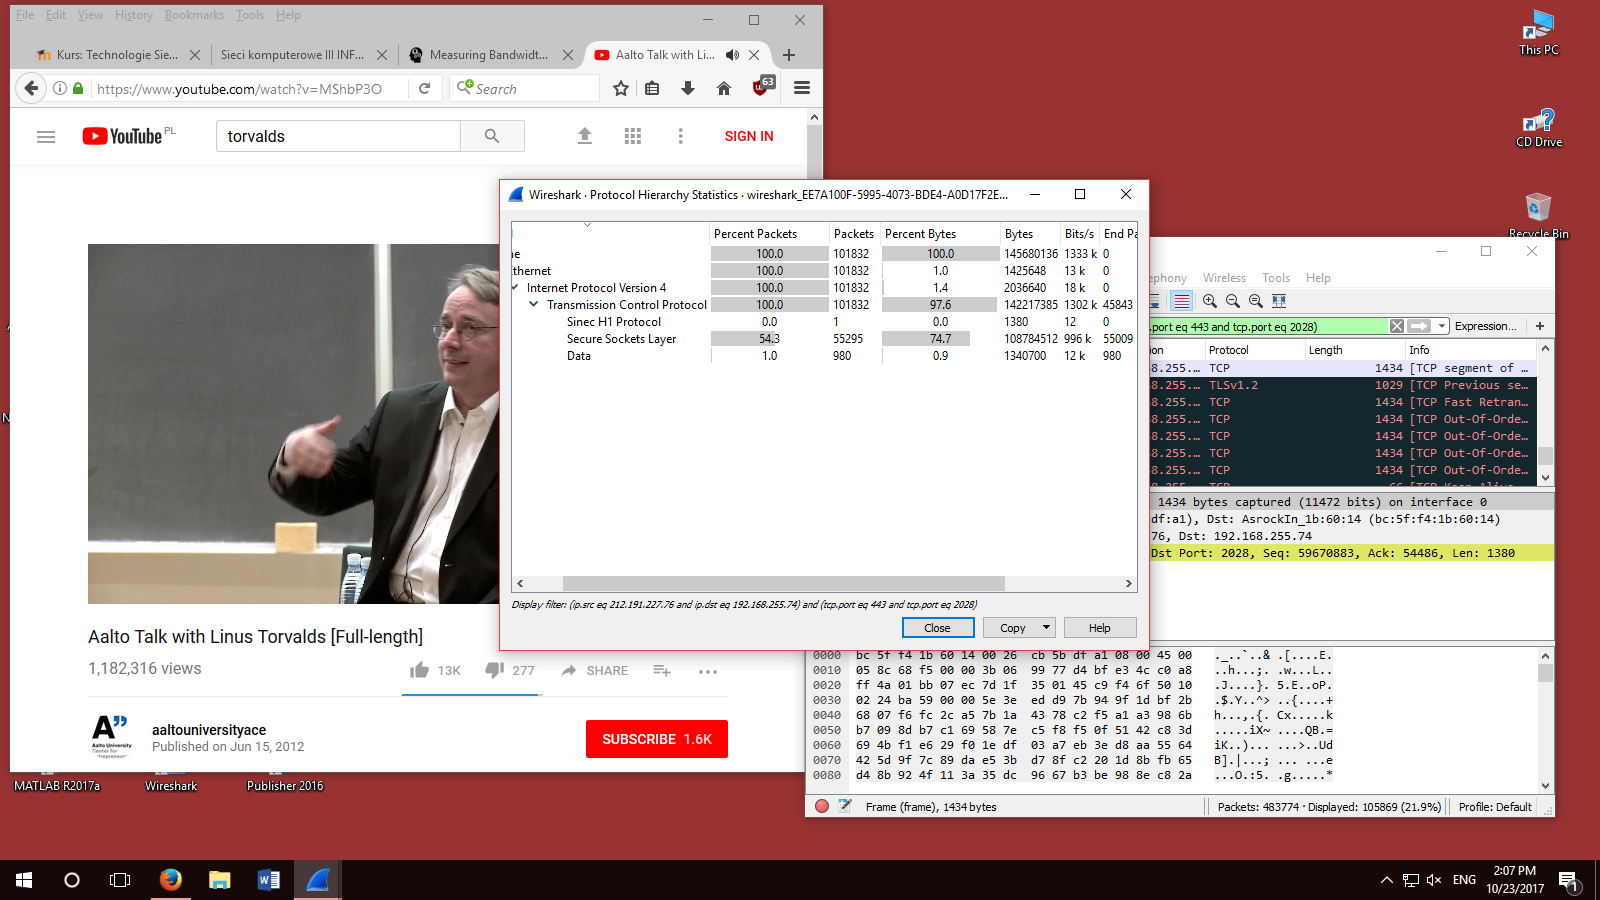 File Edit View History Bookmarks Tools Help
Kurs: Technologie Sie...
Sieci komputerowe III INF...
Measuring Bandwidt...
Aalto Talk with Lin...
https://www.youtube.com/watch?v=MShbP3O
Search
63
YouTube PL
torvalds
SIGN IN
Aalto Talk with Linus Torvalds [Full-length]
1,182,316 views
13K
277
SHARE
A”
Aalto University
aaltouniversityace
Published on Jun 15, 2012
SUBSCRIBE 1.6K
This PC
CD Drive
Recycle Bin
Wireshark · Protocol Hierarchy Statistics · wireshark_EE7A100F-5995-4073-BDE4-A0D17F2E...
Percent Packets Packets Percent Bytes Bytes Bits/s End Pa
ne 100.0 101832 100.0 145680136 1333 k 0
thernet 100.0 101832 1.0 1425648 13 k 0
Internet Protocol Version 4 100.0 101832 1.4 2036640 18 k 0
Transmission Control Protocol 100.0 101832 97.6 142217385 1302 k 45843
Sinec H1 Protocol 0.0 1 0.0 1380 12 0
Secure Sockets Layer 54.3 55295 74.7 108784512 996 k 55009
Data 1.0 980 0.9 1340700 12 k 980
Display filter: (ip.src eq 212.191.227.76 and ip.dst eq 192.168.255.74) and (tcp.port eq 443 and tcp.port eq 2028)
Close
Copy
Help
ephony Wireless Tools Help
.port eq 443 and tcp.port eq 2028)
Expression...
ion Protocol Length Info
8.255.... TCP 1434 [TCP segment of ...
8.255.... TLSv1.2 1029 [TCP Previous se...
8.255.... TCP 1434 [TCP Fast Retran...
8.255.... TCP 1434 [TCP Out-Of-Orde...
8.255.... TCP 1434 [TCP Out-Of-Orde...
8.255.... TCP 1434 [TCP Out-Of-Orde...
8.255.... TCP 1434 [TCP Out-Of-Orde...
1434 bytes captured (11472 bits) on interface 0
df:a1), Dst: AsrockIn_1b:60:14 (bc:5f:f4:1b:60:14)
76, Dst: 192.168.255.74
Dst Port: 2028, Seq: 59670883, Ack: 54486, Len: 1380
0000 bc 5f f4 1b 60 14 00 26 cb 5b df a1 08 00 45 00 ._..`..& .[....E.
0010 05 8c 68 f5 00 00 3b 06 99 77 d4 bf e3 4c c0 a8 ..h...;. .w...L..
0020 ff 4a 01 bb 07 ec 7d 1f 35 01 45 c9 f4 6f 50 10 .J....}. 5.E..oP.
0030 02 24 ba 59 00 00 5e 3e ed d9 7b 94 9f 1d bf 2b .$.Y..^> ..{....+
0040 68 07 f6 fc 2c a5 7b 1a 43 78 c2 f5 a1 a3 98 6b h...,.{. Cx.....k
0050 b7 09 8d b7 c1 69 58 7e c5 f8 f5 0f 51 42 c8 3d .....iX~ ....QB.=
0060 69 4b f1 e6 29 f0 1e df 03 a7 eb 3e d8 aa 55 64 iK..)... ...>..Ud
0070 42 5d 9f 7c 89 da e5 3b d7 8f c2 20 1d 8b fb 65 B].|...; ... ...e
0080 d4 8b 92 4f 11 3a 35 dc 96 67 b3 be 98 8e c8 2a ...O.:5. .g.....*
Frame (frame), 1434 bytes
Packets: 483774 · Displayed: 105869 (21.9%)
Profile: Default
MATLAB R2017a
Wireshark
Publisher 2016
ENG
2:07 PM
10/23/2017
1